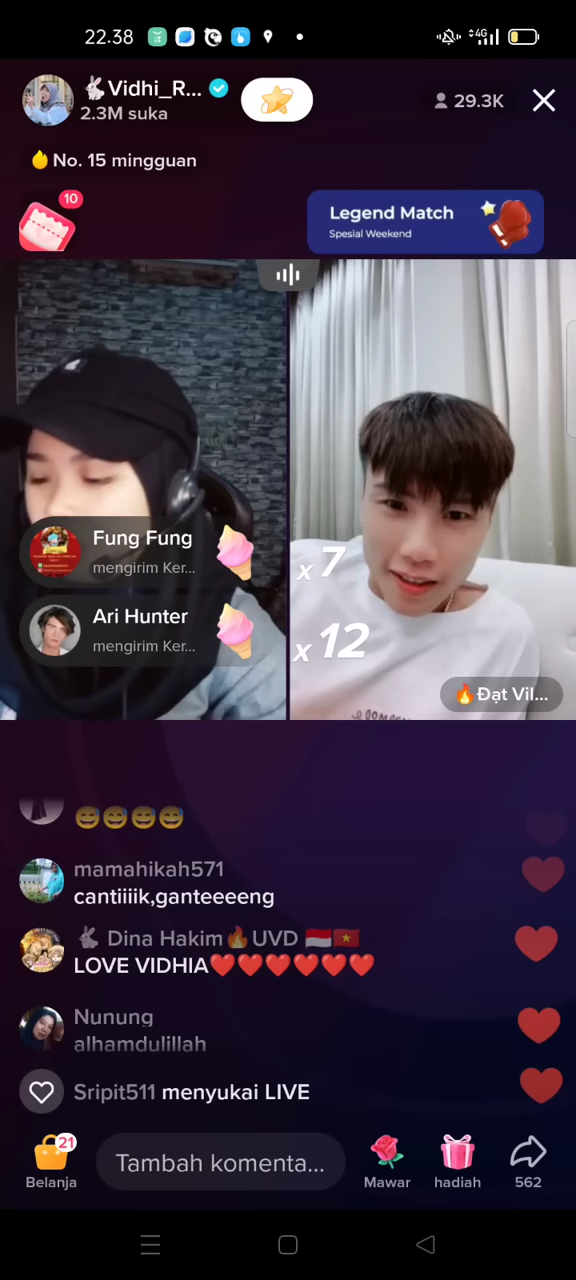 22.38
4G
Vidhi_R...
2.3M suka
29.3K
No. 15 mingguan
10
Legend Match
Spesial Weekend
Fung Fung
mengirim Ker...
x 7
Ari Hunter
mengirim Ker...
x 12
🔥Đạt Vil...
😅😅😅😅
mamahikah571
cantiiiik,ganteeeeng
🐇 Dina Hakim🔥UVD 🇮🇩🇻🇳
LOVE VIDHIA❤️❤️❤️❤️❤️❤️
Nunung
alhamdulillah
Sripit511 menyukai LIVE
21
Belanja
Tambah komenta...
Mawar
hadiah
562